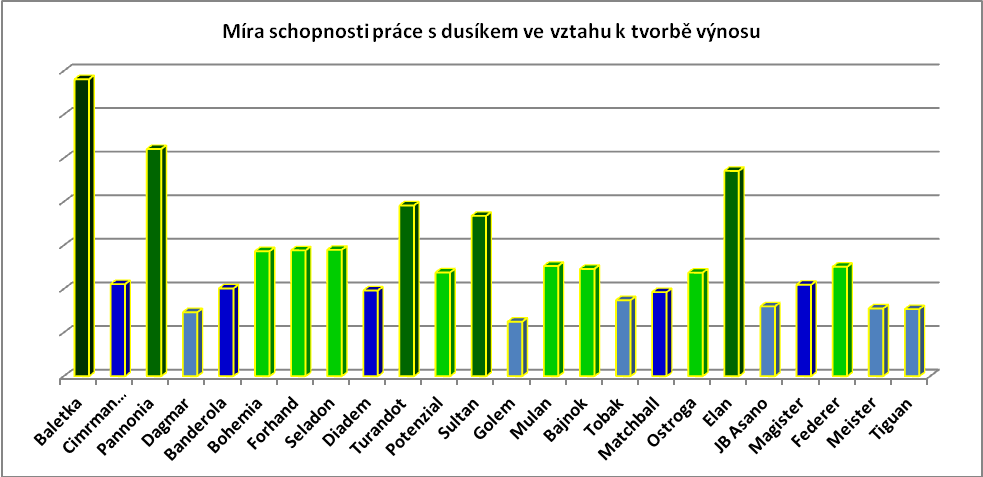 Míra schopnosti práce s dusíkem ve vztahu k tvorbě výnosu
Baletka
Cimrman...
Pannonia
Dagmar
Banderola
Bohemia
Forhand
Seladon
Diadem
Turandot
Potenzial
Sultan
Golem
Mulan
Bajnok
Tobak
Matchball
Ostroga
Elan
JB Asano
Magister
Federer
Meister
Tiguan